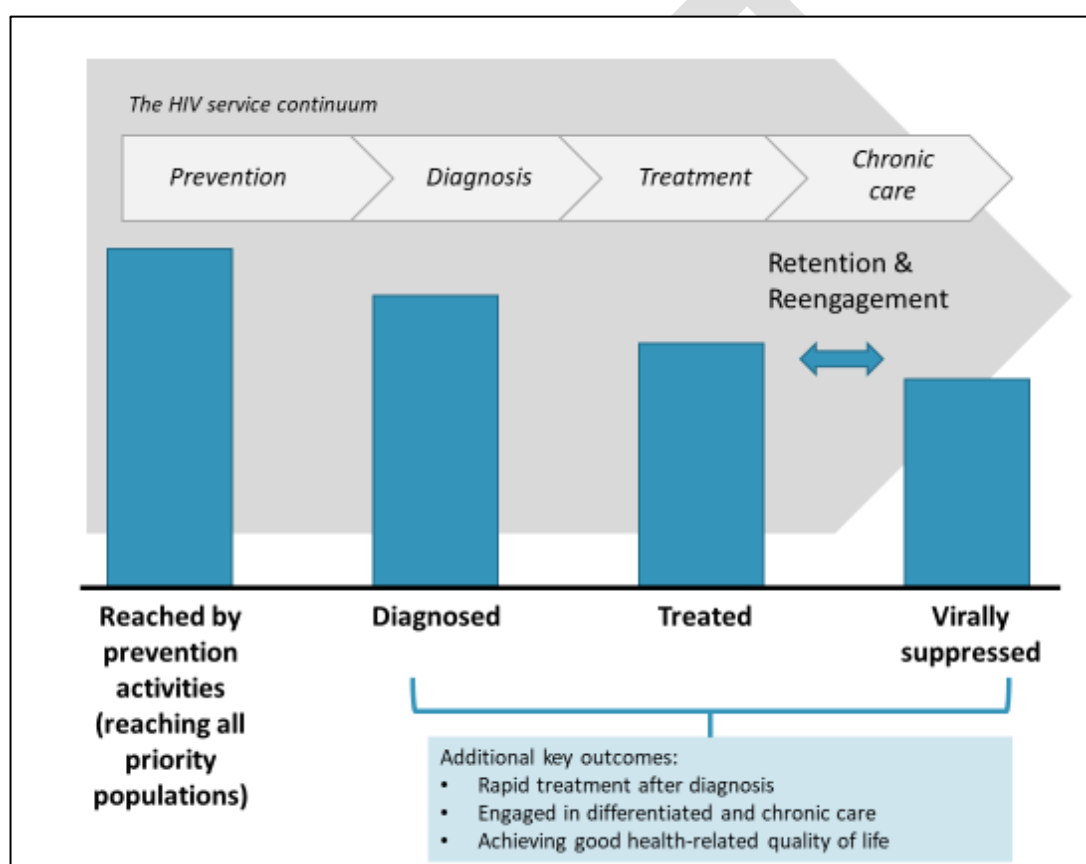 The HIV service continuum
Prevention
Diagnosis
Treatment
Chronic
care
Retention &
Reengagement
Reached by
prevention
activities
(reaching all
priority
populations)
Diagnosed
Treated
Virally
suppressed
Additional key outcomes:
• Rapid treatment after diagnosis
• Engaged in differentiated and chronic care
• Achieving good health-related quality of life